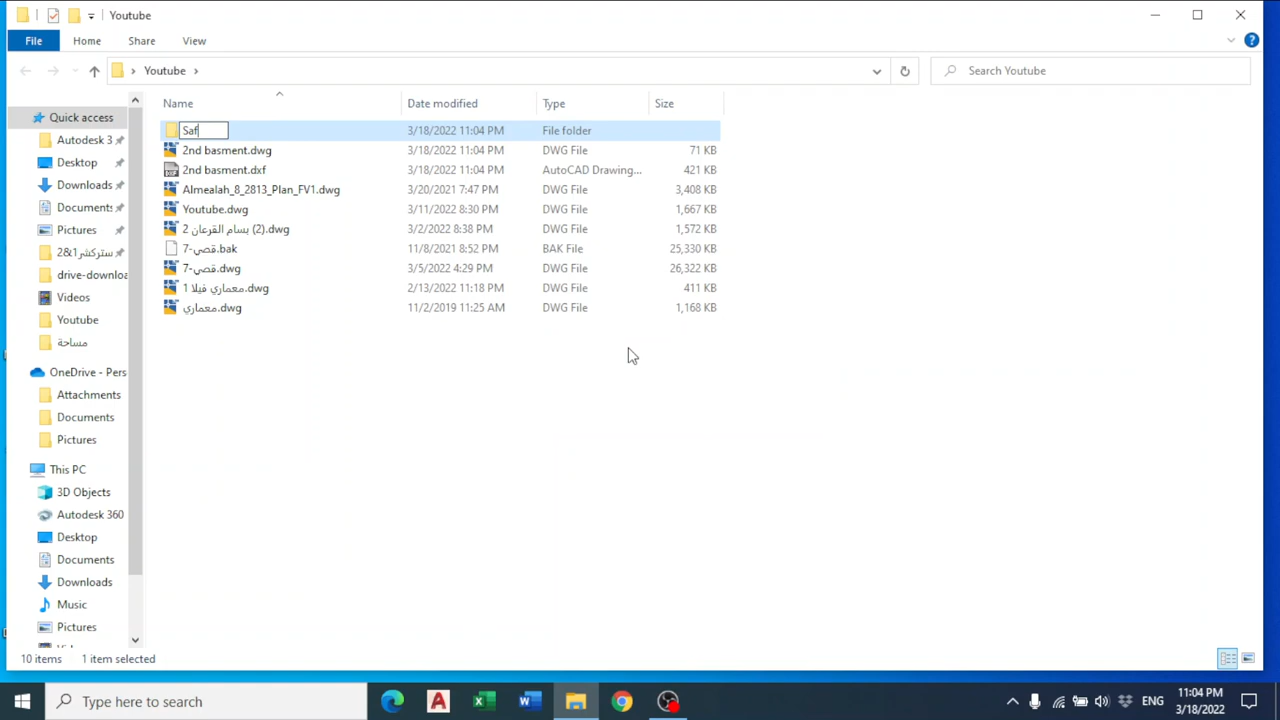 Youtube
File Home Share View
Youtube
Search Youtube
Name Date modified Type Size
Saf 3/18/2022 11:04 PM File folder
2nd basment.dwg 3/18/2022 11:04 PM DWG File 71 KB
2nd basment.dxf 3/18/2022 11:04 PM AutoCAD Drawing... 421 KB
Almealah_8_2813_Plan_FV1.dwg 3/20/2021 7:47 PM DWG File 3,408 KB
Youtube.dwg 3/11/2022 8:30 PM DWG File 1,667 KB
2 بسام القرعان (2).dwg 3/2/2022 8:38 PM DWG File 1,572 KB
7-قصي.bak 11/8/2021 8:52 PM BAK File 25,330 KB
7-قصي.dwg 3/5/2022 4:29 PM DWG File 26,322 KB
معماري فيلا 1.dwg 2/13/2022 11:18 PM DWG File 411 KB
معماري.dwg 11/2/2019 11:25 AM DWG File 1,168 KB
Quick access
Autodesk 3
Desktop
Downloads
Documents
Pictures
ستركشر1&2
drive-downloa
Videos
Youtube
مساحة
OneDrive - Pers
Attachments
Documents
Pictures
This PC
3D Objects
Autodesk 360
Desktop
Documents
Downloads
Music
Pictures
10 items 1 item selected
Type here to search
ENG
11:04 PM
3/18/2022